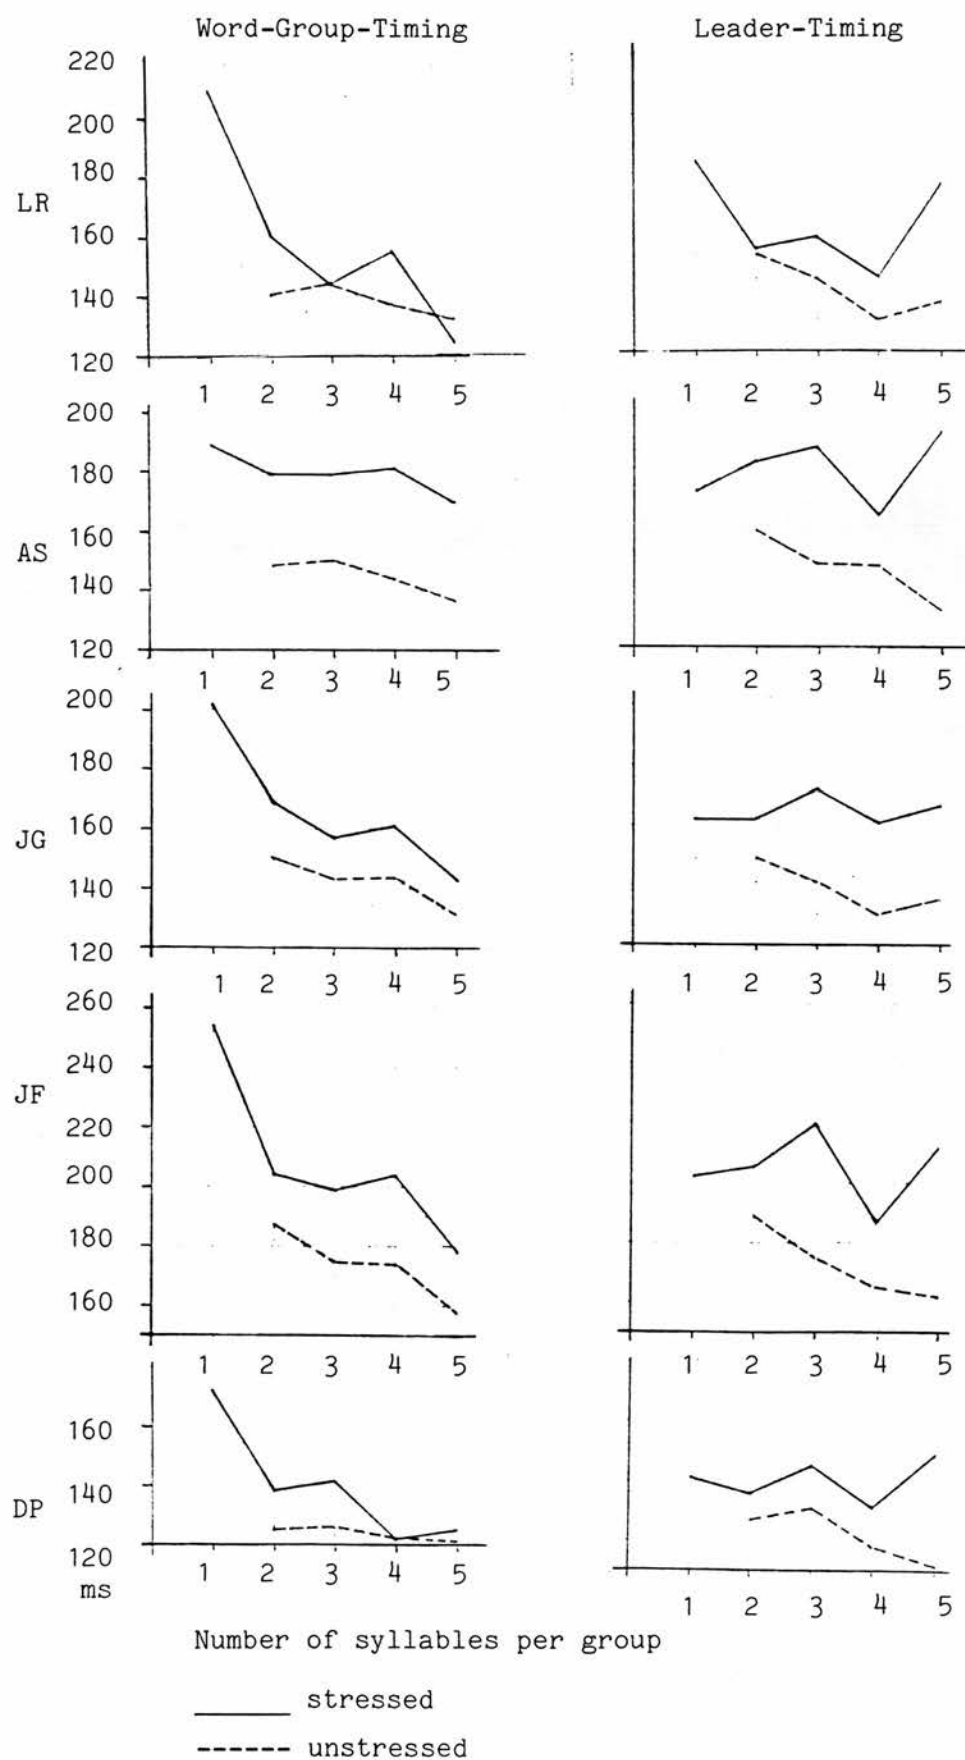 Word-Group-Timing Leader-Timing
220
200
180
LR
160
140
120
1 2 3 4 5 1 2 3 4 5
200
180
160
AS
140
120
1 2 3 4 5 1 2 3 4 5
200
180
160
JG
140
120
1 2 3 4 5 1 2 3 4 5
260
240
JF
220
200
180
160
1 2 3 4 5 1 2 3 4 5
160
140
DP
120
ms
1 2 3 4 5 1 2 3 4 5
Number of syllables per group
stressed
unstressed